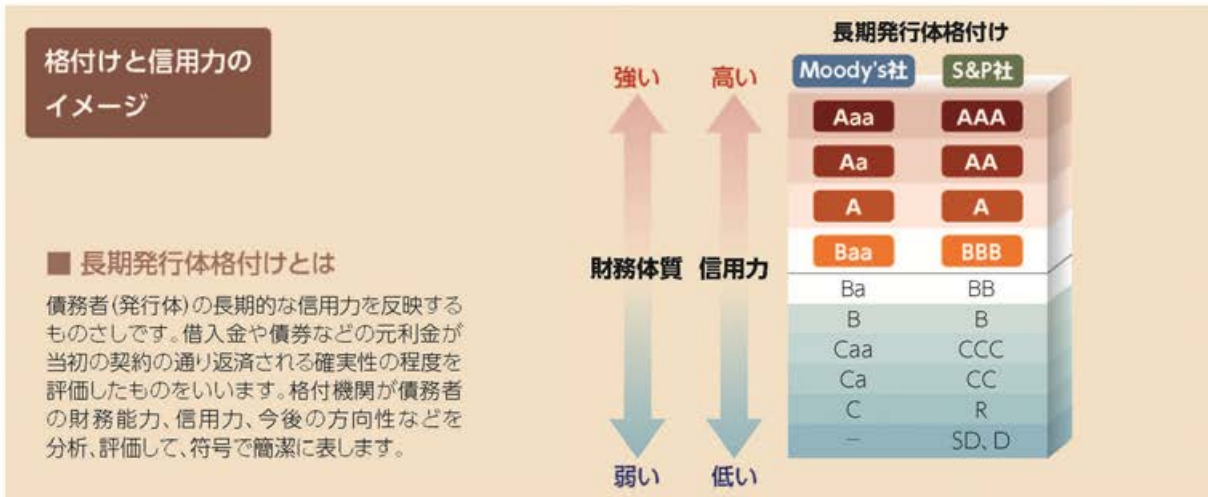 格付けと信用力の
イメージ
■ 長期発行体格付けとは
債務者(発行体)の長期的な信用力を反映する
ものさしです。借入金や債券などの元利金が
当初の契約の通り返済される確実性の程度を
評価したものをいいます。格付機関が債務者
の財務能力、信用力、今後の方向性などを
分析、評価して、符号で簡潔に表します。
長期発行体格付け
強い 高い Moody's社 S&P社
Aaa AAA
Aa AA
A A
Baa BBB
財務体質 信用力
Ba BB
B B
Caa CCC
Ca CC
C R
− SD、D
弱い 低い